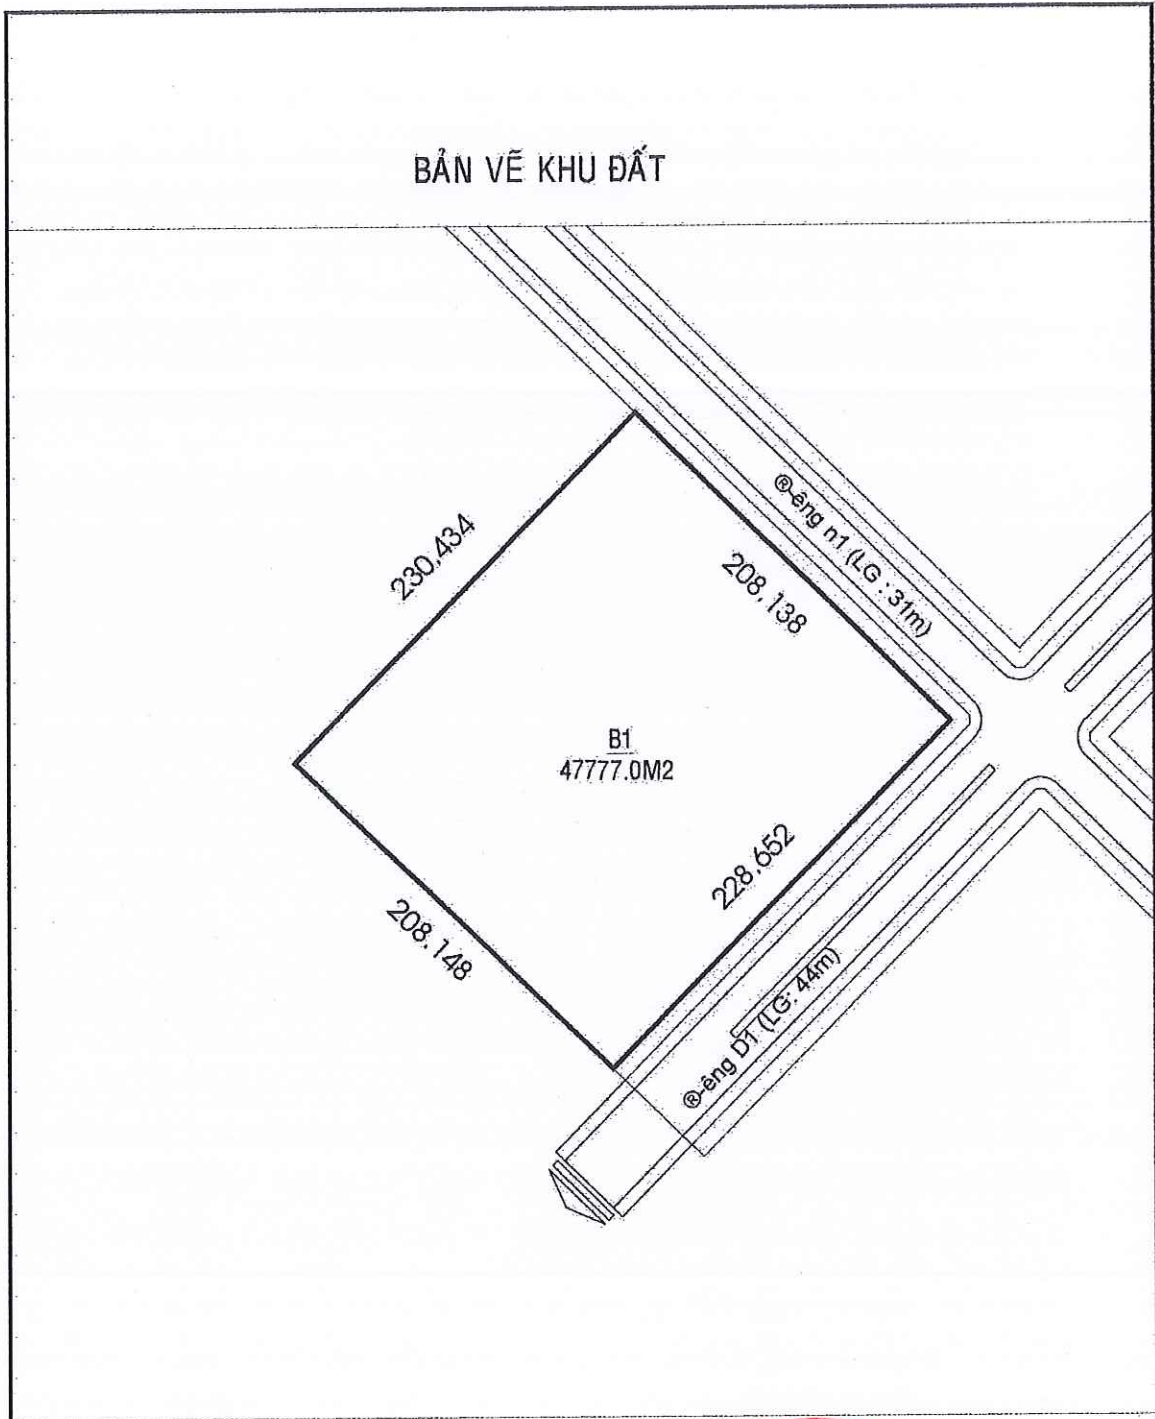 BẢN VẼ KHU ĐẤT
®-êng n1 (LG : 31m)
230,434
208,138
B1
47777.0M2
228,652
208,148
®-êng D1 (LG: 44m)